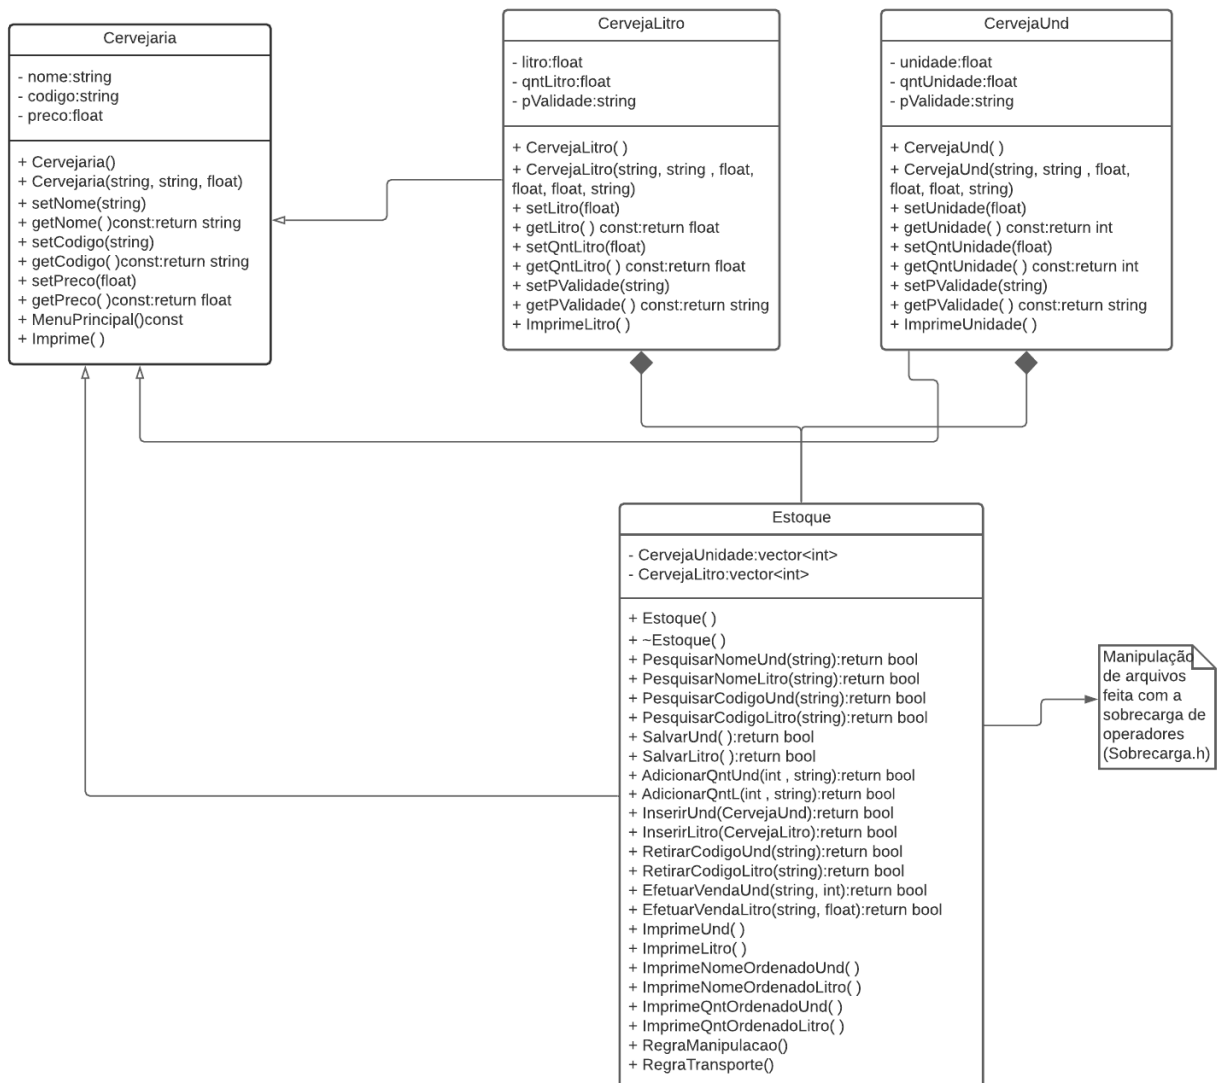 Cervejaria
- nome:string
- codigo:string
- preco:float
+ Cervejaria()
+ Cervejaria(string, string, float)
+ setNome(string)
+ getNome( )const:return string
+ setCodigo(string)
+ getCodigo( )const:return string
+ setPreco(float)
+ getPreco( )const:return float
+ MenuPrincipal()const
+ Imprime( )
CervejaLitro
- litro:float
- qntLitro:float
- pValidade:string
+ CervejaLitro( )
+ CervejaLitro(string, string , float,
float, float, string)
+ setLitro(float)
+ getLitro( ) const:return float
+ setQntLitro(float)
+ getQntLitro( ) const:return float
+ setPValidade(string)
+ getPValidade( ) const:return string
+ ImprimeLitro( )
CervejaUnd
- unidade:float
- qntUnidade:float
- pValidade:string
+ CervejaUnd( )
+ CervejaUnd(string, string , float,
float, float, string)
+ setUnidade(float)
+ getUnidade( ) const:return int
+ setQntUnidade(float)
+ getQntUnidade( ) const:return int
+ setPValidade(string)
+ getPValidade( ) const:return string
+ ImprimeUnidade( )
Estoque
- CervejaUnidade:vector<int>
- CervejaLitro:vector<int>
+ Estoque( )
+ ~Estoque( )
+ PesquisarNomeUnd(string):return bool
+ PesquisarNomeLitro(string):return bool
+ PesquisarCodigoUnd(string):return bool
+ PesquisarCodigoLitro(string):return bool
+ SalvarUnd( ):return bool
+ SalvarLitro( ):return bool
+ AdicionarQntUnd(int , string):return bool
+ AdicionarQntL(int , string):return bool
+ InserirUnd(CervejaUnd):return bool
+ InserirLitro(CervejaLitro):return bool
+ RetirarCodigoUnd(string):return bool
+ RetirarCodigoLitro(string):return bool
+ EfetuarVendaUnd(string, int):return bool
+ EfetuarVendaLitro(string, float):return bool
+ ImprimeUnd( )
+ ImprimeLitro( )
+ ImprimeNomeOrdenadoUnd( )
+ ImprimeNomeOrdenadoLitro( )
+ ImprimeQntOrdenadoUnd( )
+ ImprimeQntOrdenadoLitro( )
+ RegraManipulacao()
+ RegraTransporte()
Manipulação
de arquivos
feita com a
sobrecarga de
operadores
(Sobrecarga.h)